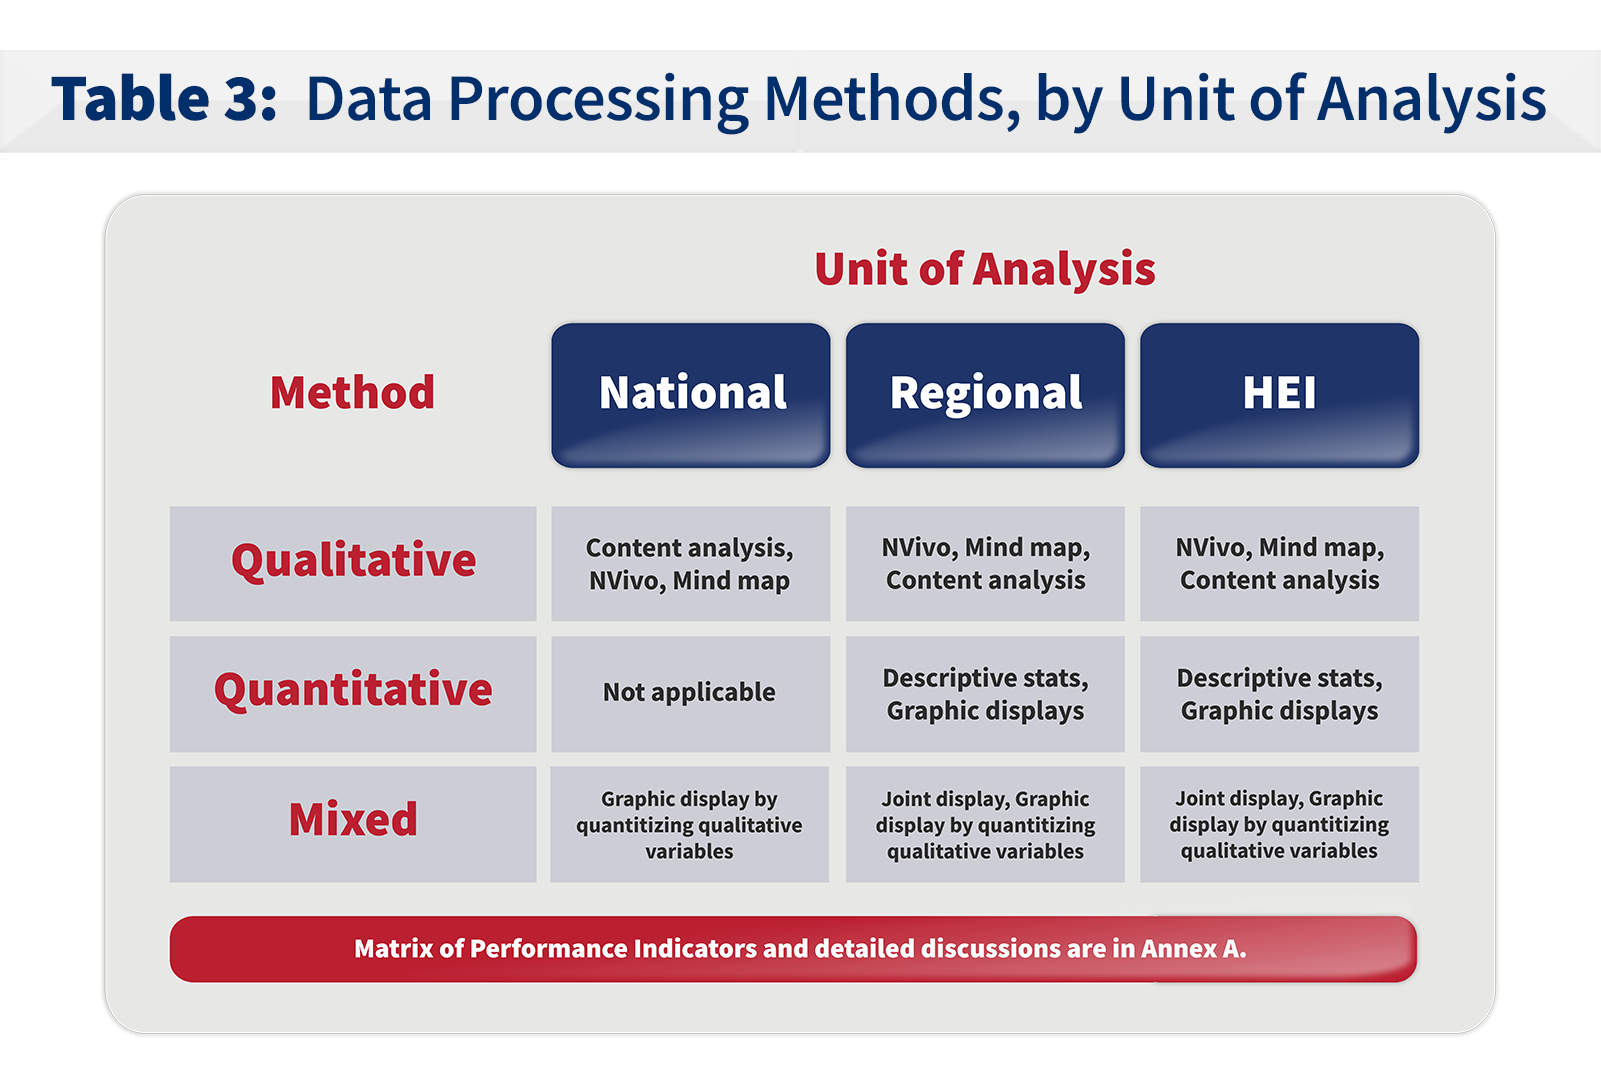 Table 3: Data Processing Methods, by Unit of Analysis
Unit of Analysis
Method
National
Regional
HEI
Qualitative
Content analysis,
NVivo, Mind map
NVivo, Mind map,
Content analysis
NVivo, Mind map,
Content analysis
Quantitative
Not applicable
Descriptive stats,
Graphic displays
Descriptive stats,
Graphic displays
Mixed
Graphic display by
quantitizing qualitative
variables
Joint display, Graphic
display by quantitizing
qualitative variables
Joint display, Graphic
display by quantitizing
qualitative variables
Matrix of Performance Indicators and detailed discussions are in Annex A.